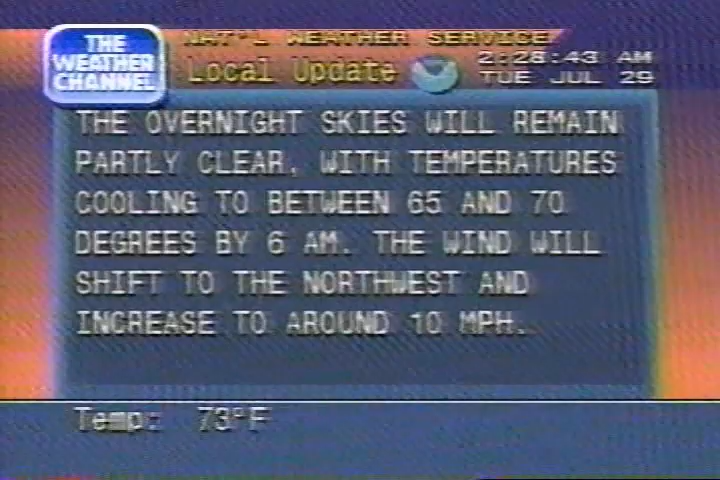 THE
WEATHER
CHANNEL
NAT'L WEATHER SERVICE
Local Update
2:28:43 AM
TUE JUL 29
THE OVERNIGHT SKIES WILL REMAIN
PARTLY CLEAR, WITH TEMPERATURES
COOLING TO BETWEEN 65 AND 70
DEGREES BY 6 AM. THE WIND WILL
SHIFT TO THE NORTHWEST AND
INCREASE TO AROUND 10 MPH.
Temp: 73°F